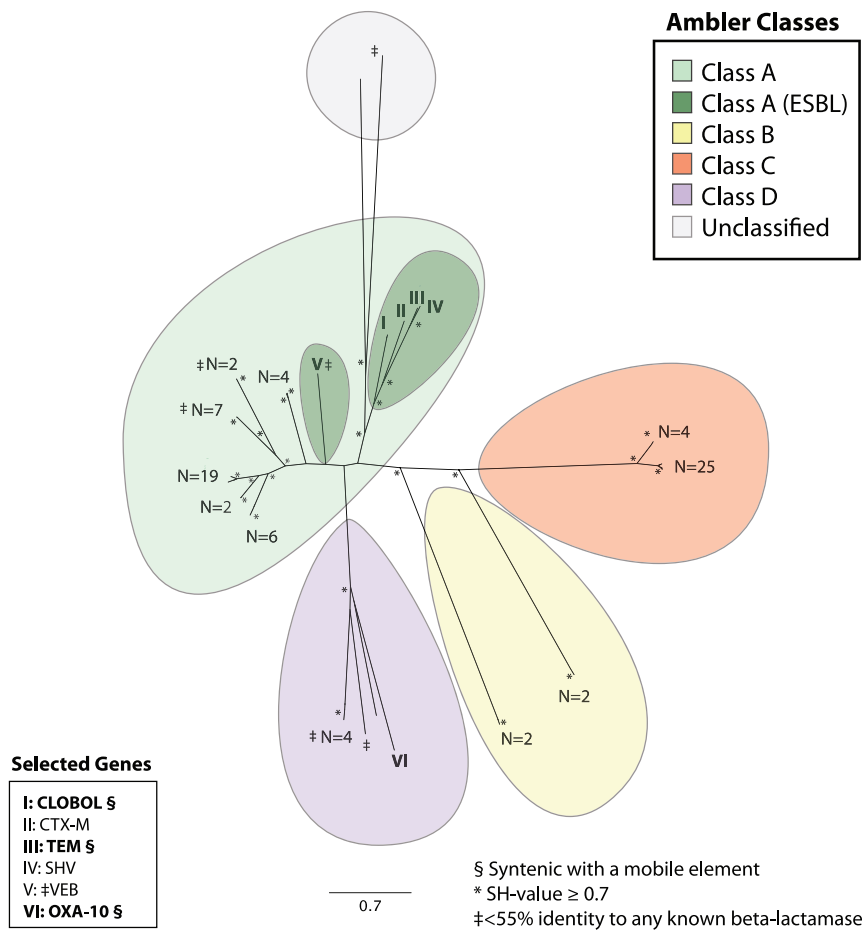 Ambler Classes
Class A
Class A (ESBL)
Class B
Class C
Class D
Unclassified
‡
III
IV
II
I
*
*
*
*
*
V‡
‡N=2
*
N=4
*
*
‡N=7
*
*
*
N=19
*
*
*
N=2
*
N=6
*
*
N=4
*
N=25
*
*
*
*
*
N=2
*
N=2
*
‡N=4
‡
VI
Selected Genes
I: CLOBOL §
II: CTX-M
III: TEM §
IV: SHV
V: ‡VEB
VI: OXA-10 §
0.7
§ Syntenic with a mobile element
* SH-value ≥ 0.7
‡<55% identity to any known beta-lactamase